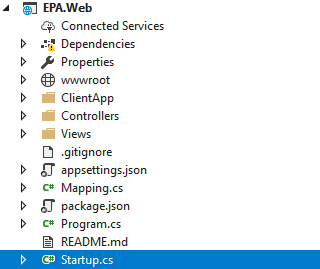 EPA.Web
Connected Services
Dependencies
Properties
wwwroot
ClientApp
Controllers
Views
.gitignore
appsettings.json
C# Mapping.cs
package.json
C# Program.cs
README.md
C# Startup.cs